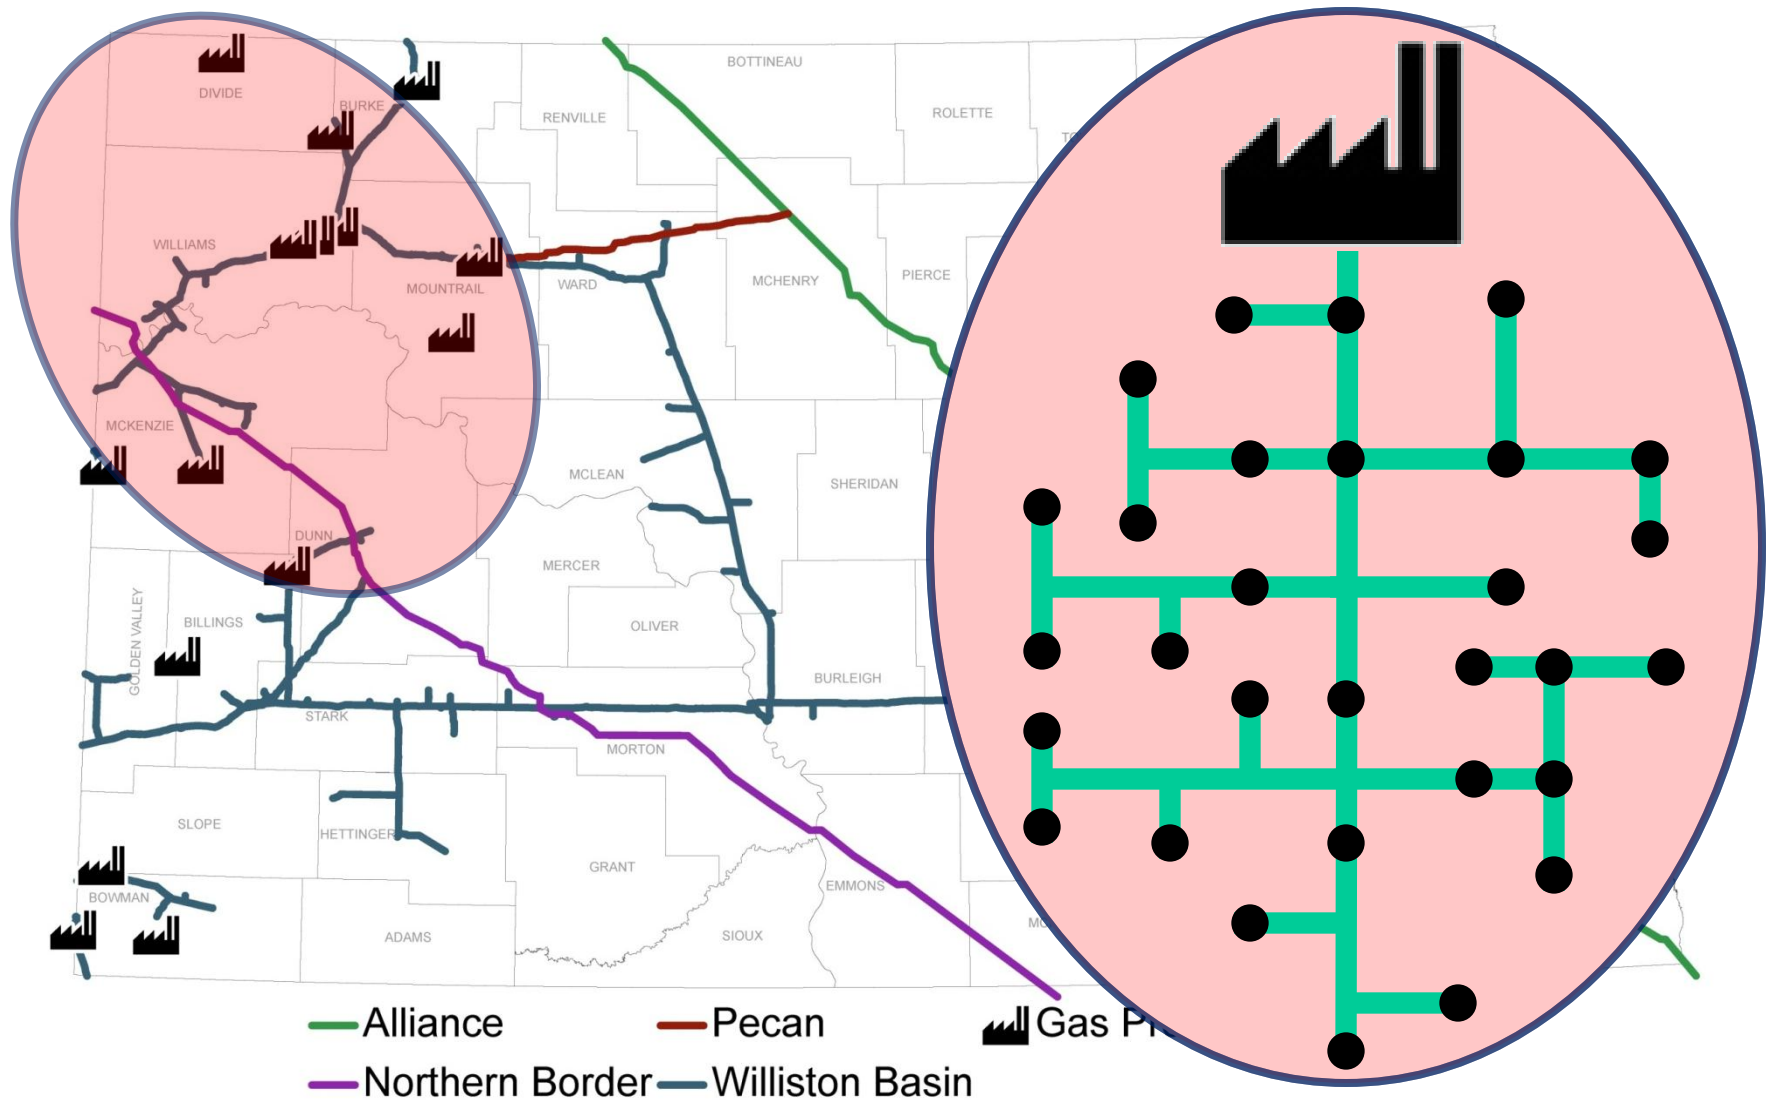 BOTTINEAU
DIVIDE
BURKE
RENVILLE
ROLETTE
WILLIAMS
MOUNTRAIL
WARD
MCHENRY
PIERCE
MCKENZIE
MCLEAN
SHERIDAN
DUNN
MERCER
GOLDEN VALLEY
BILLINGS
OLIVER
BURLEIGH
STARK
MORTON
SLOPE
HETTINGER
GRANT
EMMONS
BOWMAN
ADAMS
SIOUX
Alliance
Pecan
Gas
Northern Border
Williston Basin